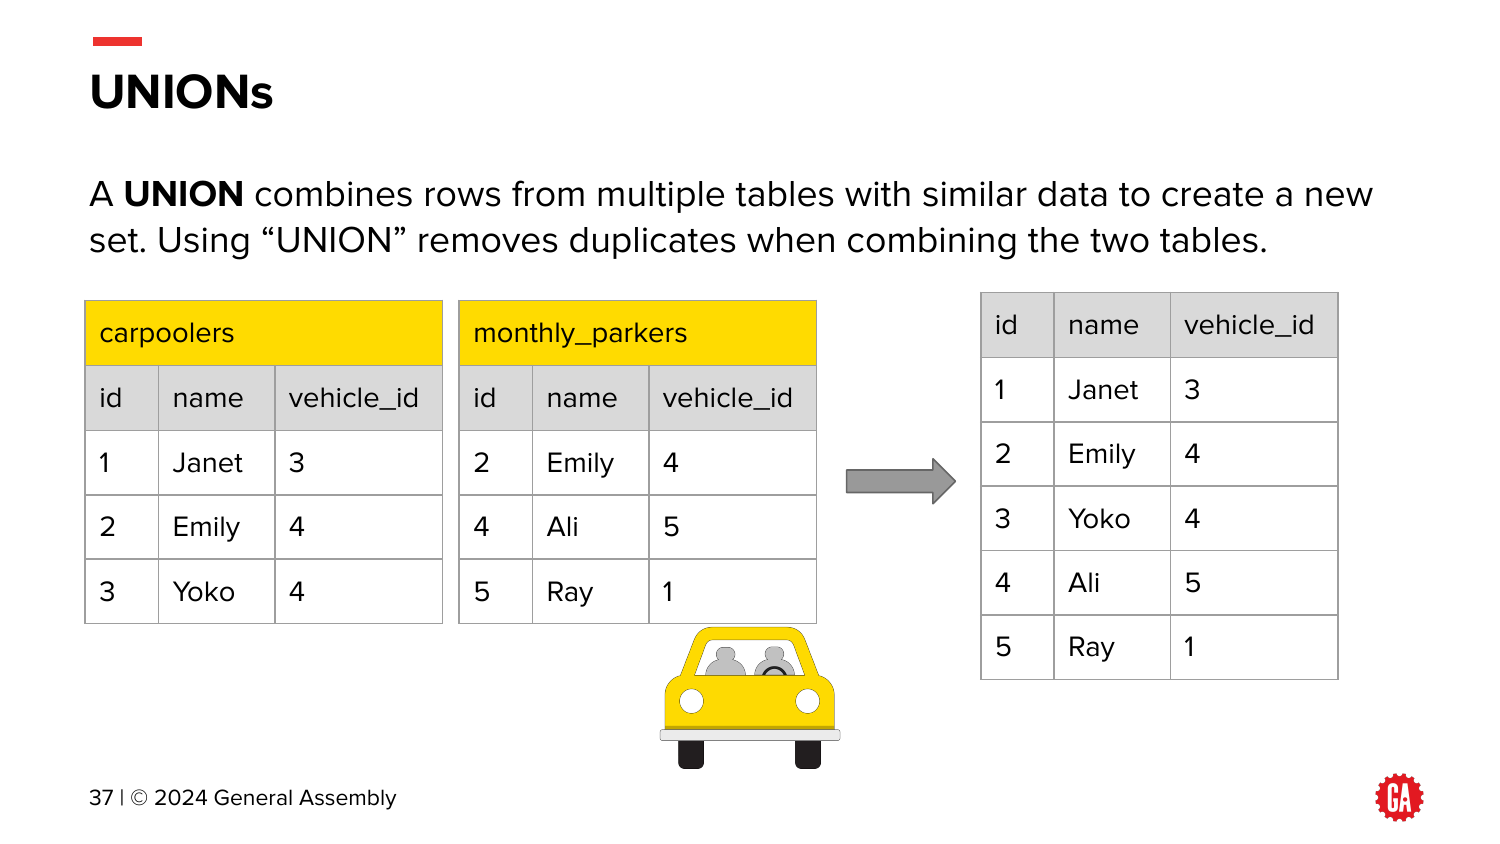 UNIONs
A UNION combines rows from multiple tables with similar data to create a new
set. Using “UNION” removes duplicates when combining the two tables.
carpoolers
id name vehicle_id
1 Janet 3
2 Emily 4
3 Yoko 4
monthly_parkers
id name vehicle_id
2 Emily 4
4 Ali 5
5 Ray 1
id name vehicle_id
1 Janet 3
2 Emily 4
3 Yoko 4
4 Ali 5
5 Ray 1
37 | © 2024 General Assembly
GA